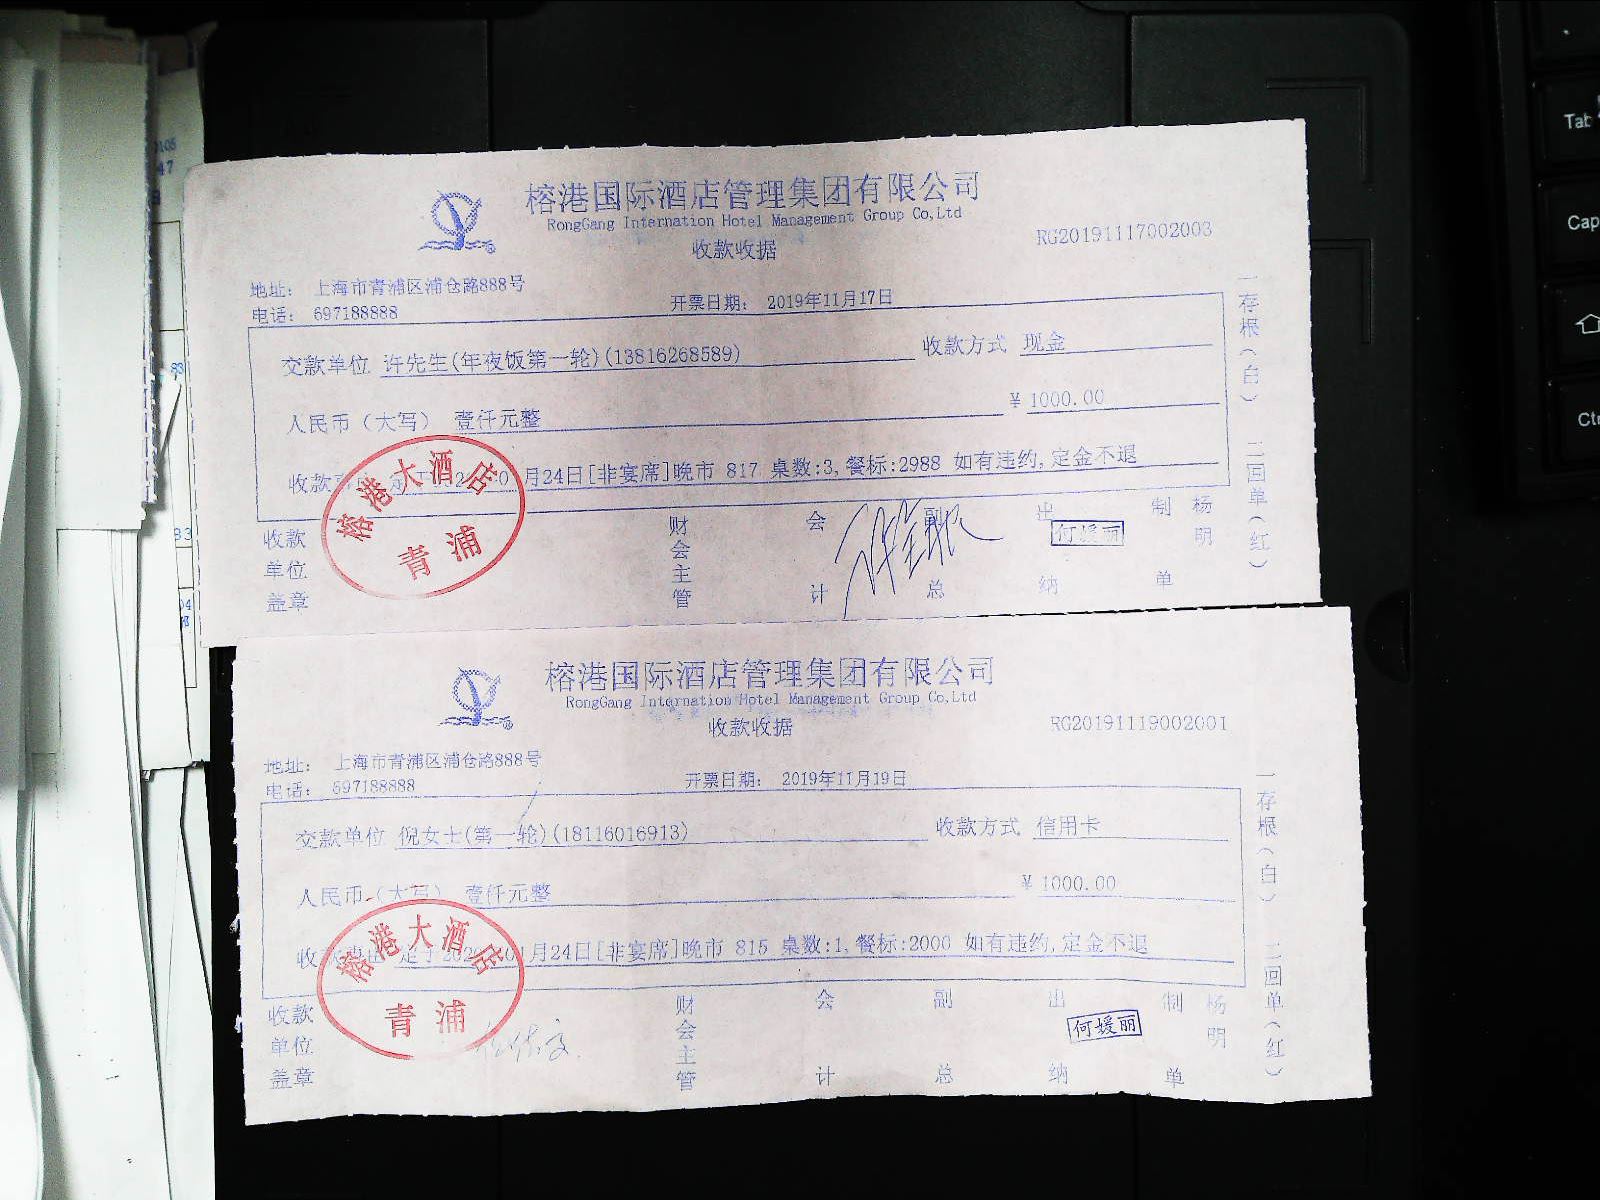 榕港国际酒店管理集团有限公司
RongGang Internation Hotel Management Group Co,Ltd
收款收据
RG20191117002003
地址： 上海市青浦区浦仓路888号
电话： 697188888
开票日期： 2019年11月17日
交款单位 许先生(年夜饭第一轮)(13816268589) 收款方式 现金
人民币（大写） 壹仟元整 ￥1000.00
收款 月24日[非宴席]晚市 817 桌数:3,餐标:2988 如有违约,定金不退
榕港大酒店
青浦
收款单位盖章
财会主管
会计
副总
出纳
何媛丽
制单
杨明
一存根（白） 二回单（红）
榕港国际酒店管理集团有限公司
RongGang Internation Hotel Management Group Co,Ltd
收款收据
RG20191119002001
地址： 上海市青浦区浦仓路888号
电话： 697188888
开票日期： 2019年11月19日
交款单位 倪女士(第一轮)(18116016913) 收款方式 信用卡
人民币（大写） 壹仟元整 ￥1000.00
收 定于202 1月24日[非宴席]晚市 815 桌数:1,餐标:2000 如有违约,定金不退
榕港大酒店
青浦
收款单位盖章
财会主管
会计
副总
出纳
何媛丽
制单
杨明
一存根（白） 二回单（红）
Tab
Cap
Ctr